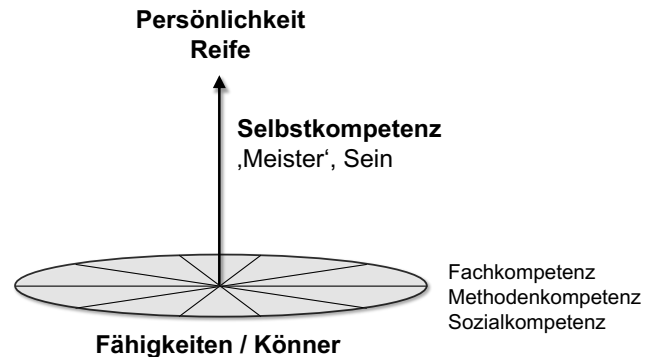 Persönlichkeit
Reife
Selbstkompetenz
‚Meister‘, Sein
Fachkompetenz
Methodenkompetenz
Sozialkompetenz
Fähigkeiten / Könner